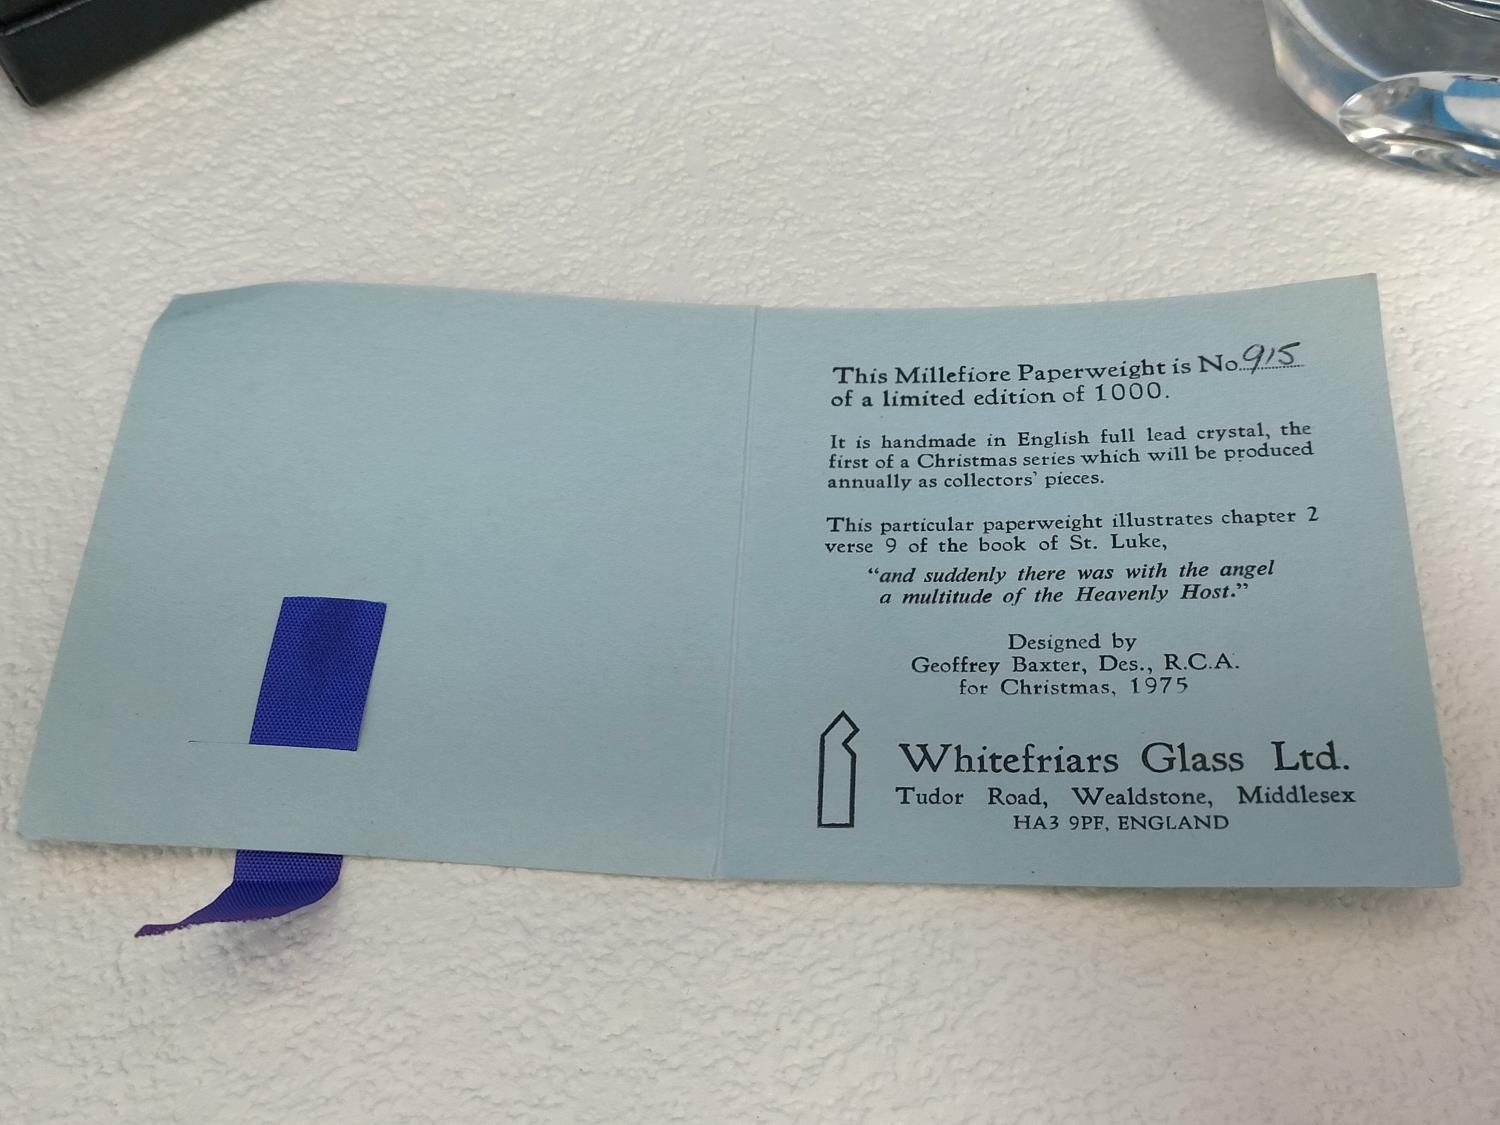 This Millefiore Paperweight is No. 915
of a limited edition of 1000.
It is handmade in English full lead crystal, the
first of a Christmas series which will be produced
annually as collectors' pieces.
This particular paperweight illustrates chapter 2
verse 9 of the book of St. Luke,
“and suddenly there was with the angel
a multitude of the Heavenly Host.”
Designed by
Geoffrey Baxter, Des., R.C.A.
for Christmas, 1975
Whitefriars Glass Ltd.
Tudor Road, Wealdstone, Middlesex
HA3 9PF, ENGLAND